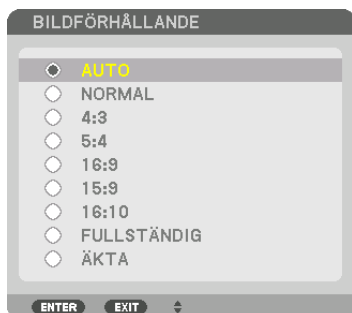 BILDFÖRHÅLLANDE
AUTO
NORMAL
4:3
5:4
16:9
15:9
16:10
FULLSTÄNDIG
ÄKTA
ENTER EXIT